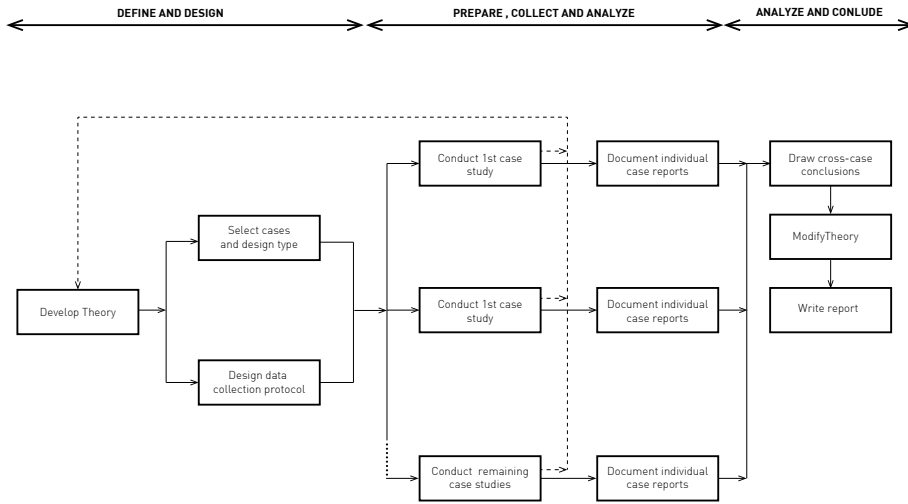 DEFINE AND DESIGN
PREPARE , COLLECT AND ANALYZE
ANALYZE AND CONLUDE
Conduct 1st case
study
Document individual
case reports
Draw cross-case
conclusions
Select cases
and design type
ModifyTheory
Develop Theory
Conduct 1st case
study
Document individual
case reports
Write report
Design data
collection protocol
Conduct  remaining
case studies
Document individual
case reports